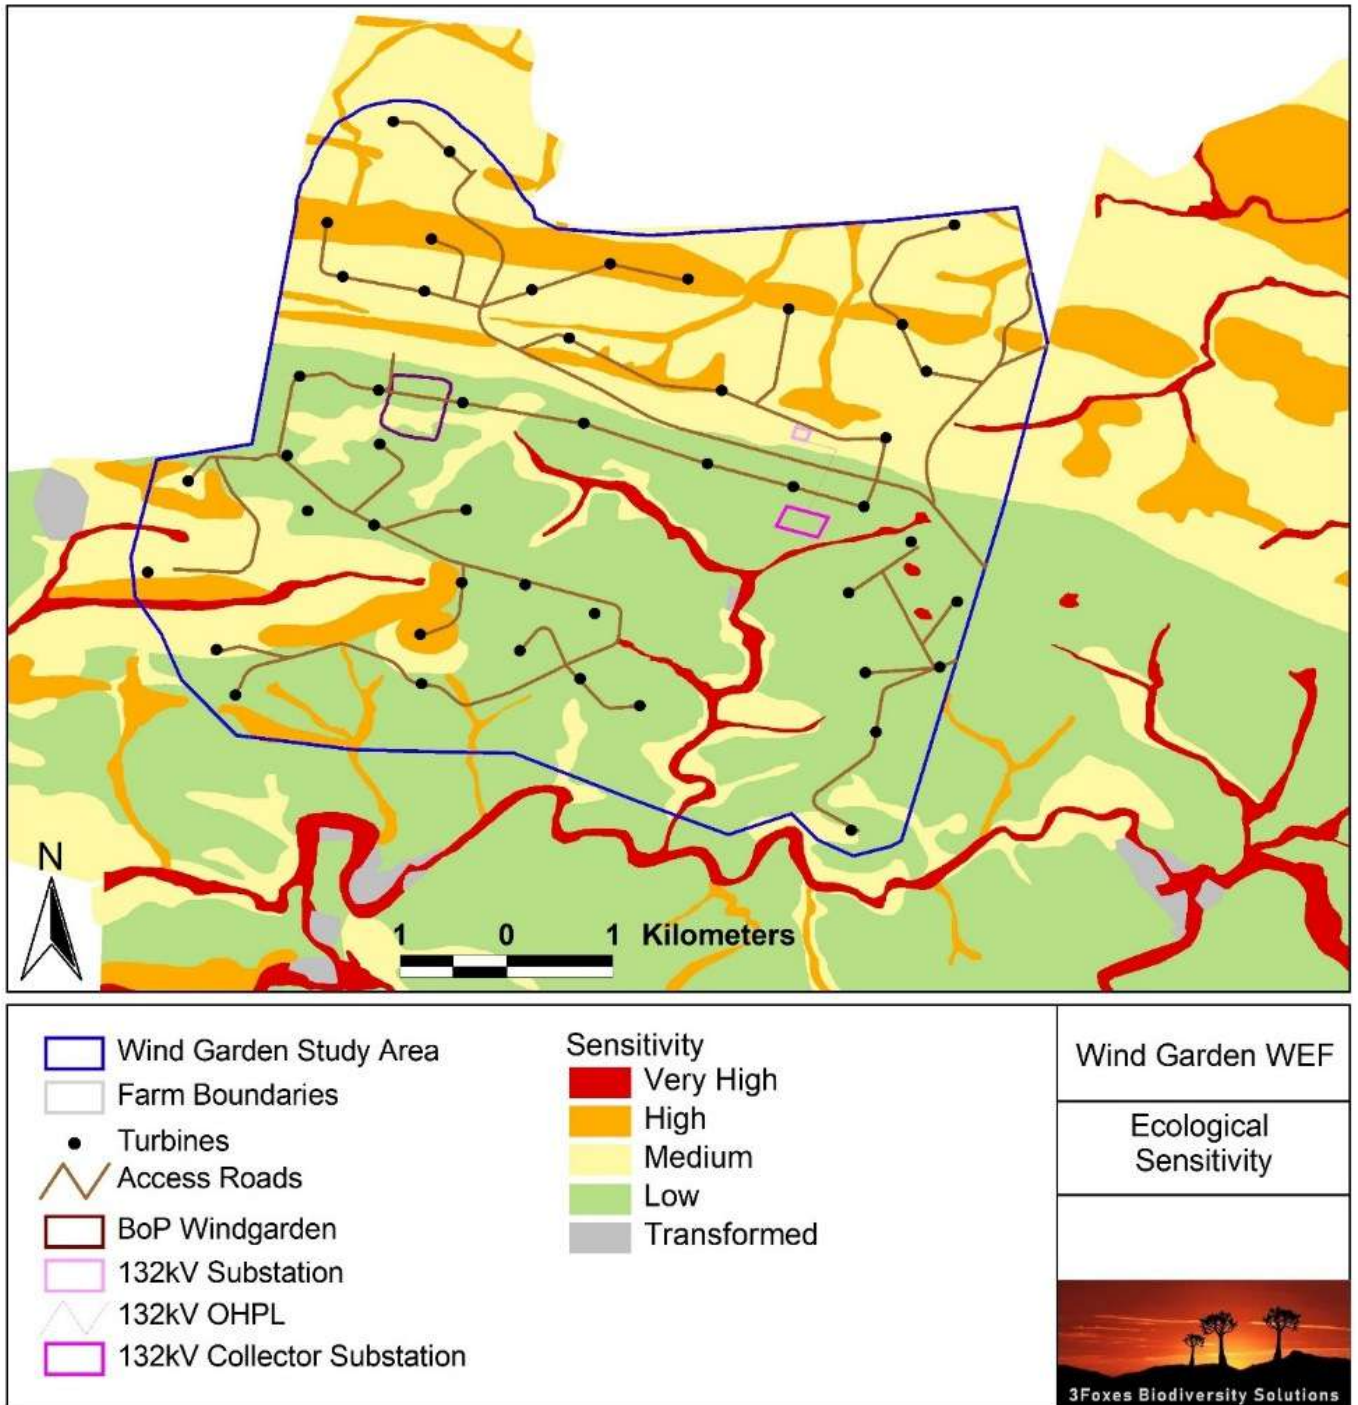 N
1 0 1 Kilometers
Wind Garden Study Area
Farm Boundaries
Turbines
Access Roads
BoP Windgarden
132kV Substation
132kV OHPL
132kV Collector Substation
Sensitivity
Very High
High
Medium
Low
Transformed
Wind Garden WEF
Ecological
Sensitivity
3Foxes Biodiversity Solutions